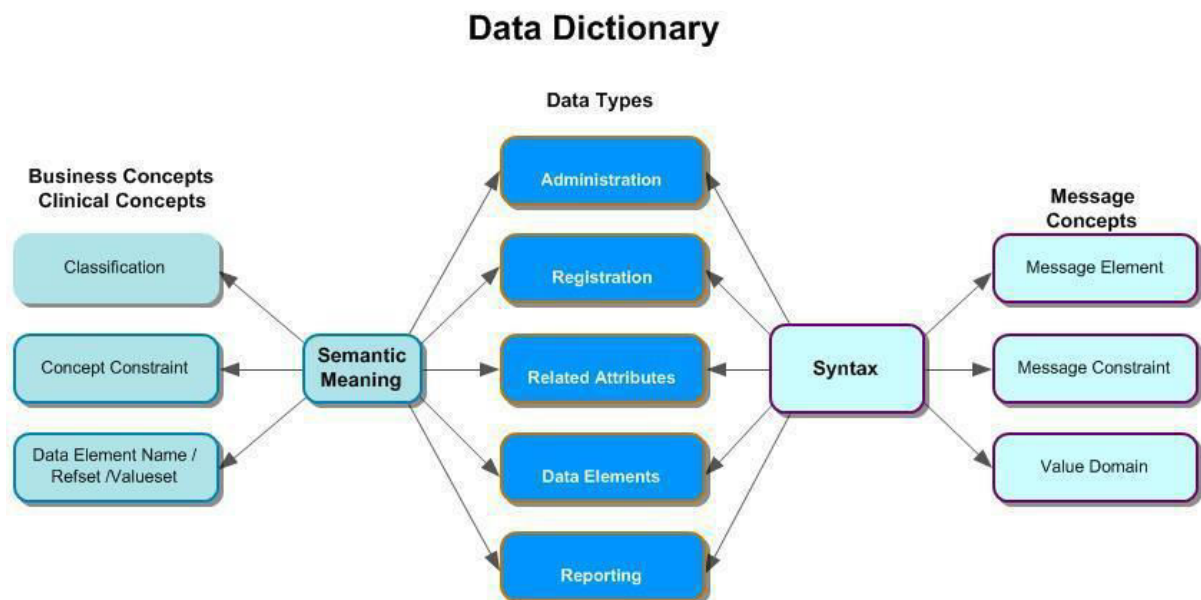 Data Dictionary
Data Types
Business Concepts
Clinical Concepts
Classification
Concept Constraint
Data Element Name /
Refset /Valueset
Semantic
Meaning
Administration
Registration
Related Attributes
Data Elements
Reporting
Syntax
Message
Concepts
Message Element
Message Constraint
Value Domain